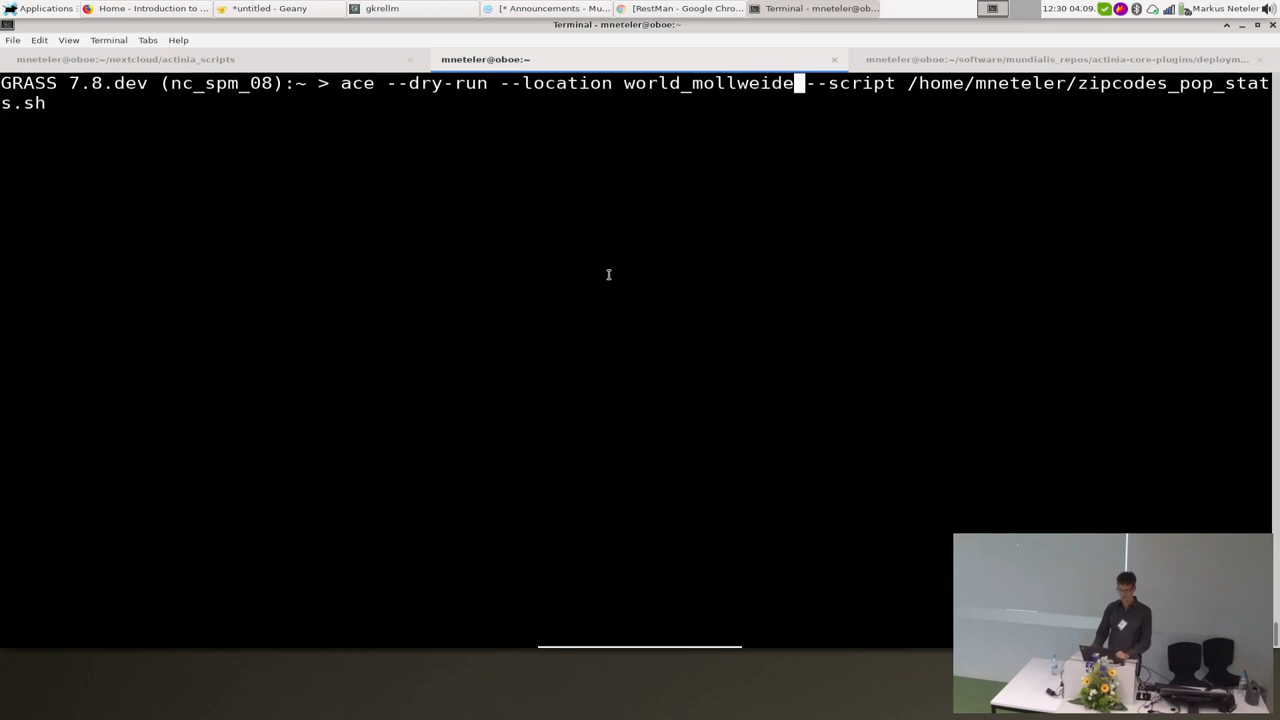 Applications
Home - Introduction to ...
*untitled - Geany
gkrellm
[* Announcements - Mu...
[RestMan - Google Chro...
Terminal - mneteler@ob...
12:30 04.09.
Markus Neteler
Terminal - mneteler@oboe:~
File Edit View Terminal Tabs Help
mneteler@oboe:~/nextcloud/actinia_scripts
mneteler@oboe:~
mneteler@oboe:~/software/mundialis_repos/actinia-core-plugins/deploym...
GRASS 7.8.dev (nc_spm_08):~ > ace --dry-run --location world_mollweide --script /home/mneteler/zipcodes_pop_stat
s.sh